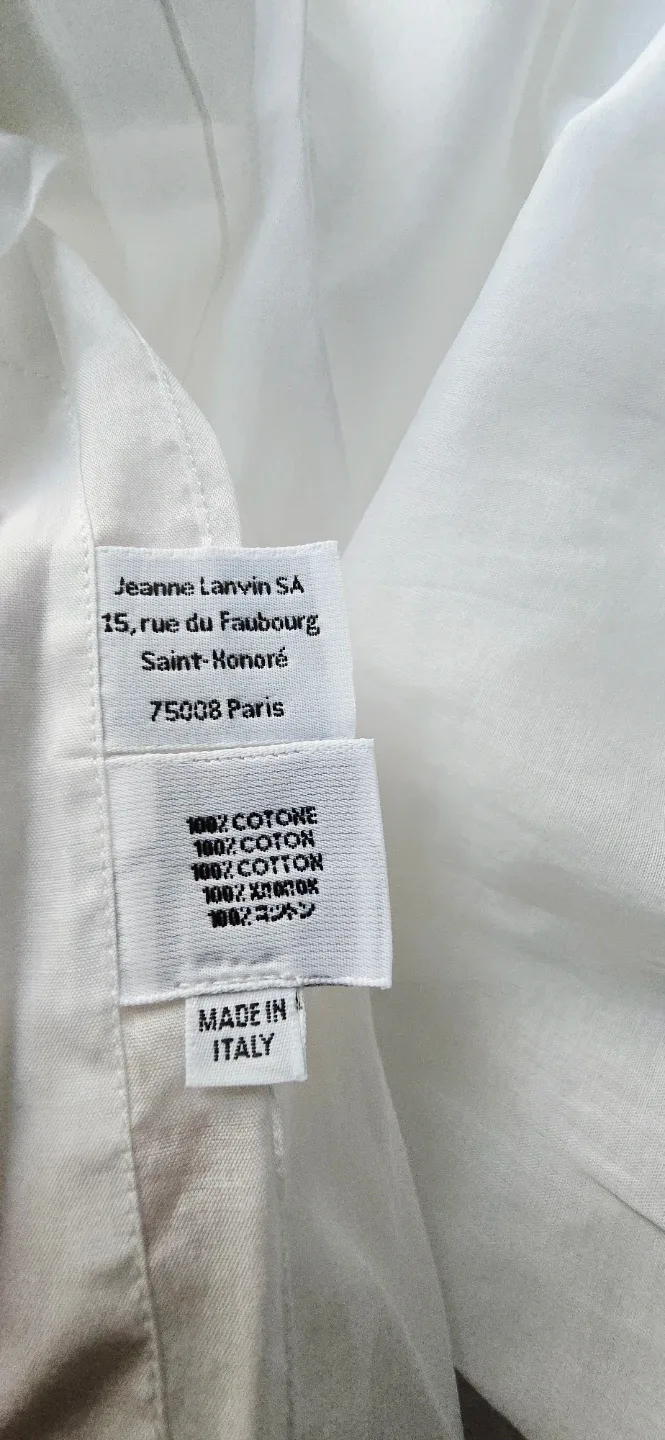 Jeanne Lanvin SA
15, rue du Faubourg
Saint-Honoré
75008 Paris
100% COTONE
100% COTON
100% COTTON
100% ХЛОПОК
100% コットン
MADE IN
ITALY